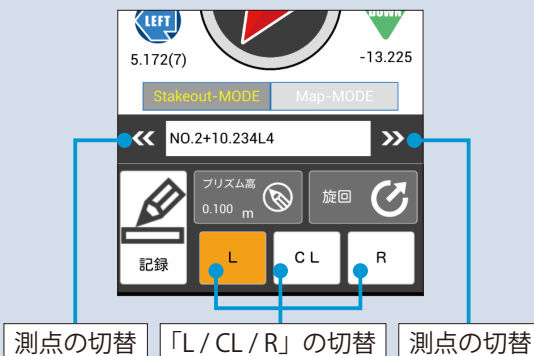 LEFT
DOWN
5.172(7)
-13.225
Stakeout-MODE
Map-MODE
NO.2+10.234L4
プリズム高
0.100 m
旋回
記録
L
C L
R
測点の切替
「L / CL / R」の切替
測点の切替